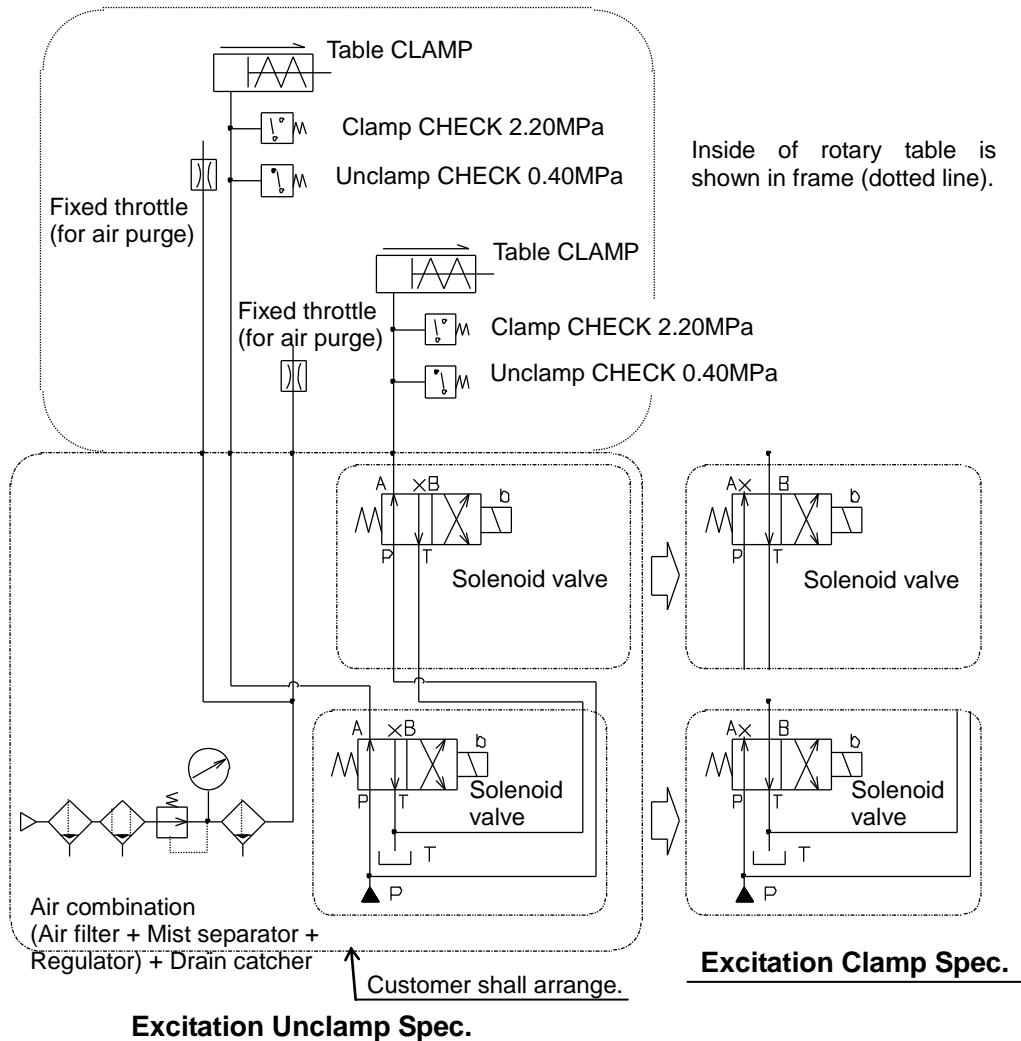 Table CLAMP
Clamp CHECK 2.20MPa
Unclamp CHECK 0.40MPa
Fixed throttle
(for air purge)
Inside of rotary table is
shown in frame (dotted line).
Table CLAMP
Fixed throttle
(for air purge)
Clamp CHECK 2.20MPa
Unclamp CHECK 0.40MPa
A B
b
P T
Solenoid valve
A B
b
P T
Solenoid valve
A B
b
P T
Solenoid
valve
T
P
A B
b
P T
Solenoid
valve
T
P
Air combination
(Air filter + Mist separator +
Regulator) + Drain catcher
Customer shall arrange.
Excitation Clamp Spec.
Excitation Unclamp Spec.